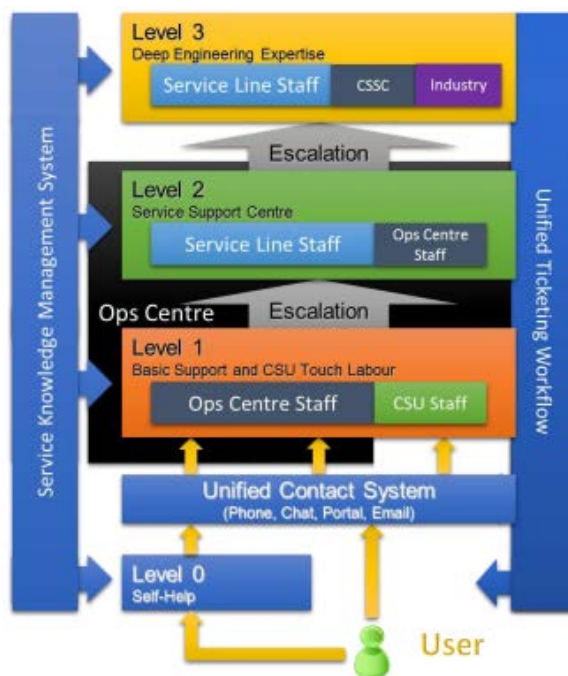 Level 3
Deep Engineering Expertise
Service Line Staff
CSSC
Industry
Escalation
Level 2
Service Support Centre
Service Line Staff
Ops Centre
Staff
Ops Centre
Escalation
Level 1
Basic Support and CSU Touch Labour
Ops Centre Staff
CSU Staff
Unified Contact System
(Phone, Chat, Portal, Email)
Level 0
Self-Help
User
Service Knowledge Management System
Unified Ticketing Workflow